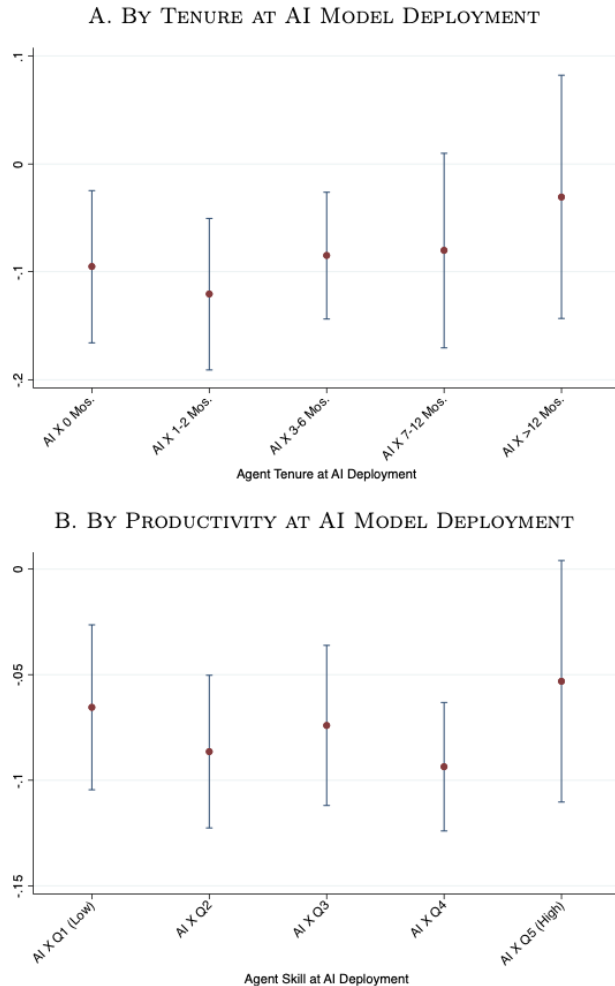 A. By Tenure at AI Model Deployment
.1
0
-.1
-.2
AI X 0 Mos.
AI X 1-2 Mos.
AI X 3-6 Mos.
AI X 7-12 Mos.
AI X >12 Mos.
Agent Tenure at AI Deployment
B. By Productivity at AI Model Deployment
0
-.05
-.1
-.15
AI X Q1 (Low)
AI X Q2
AI X Q3
AI X Q4
AI X Q5 (High)
Agent Skill at AI Deployment